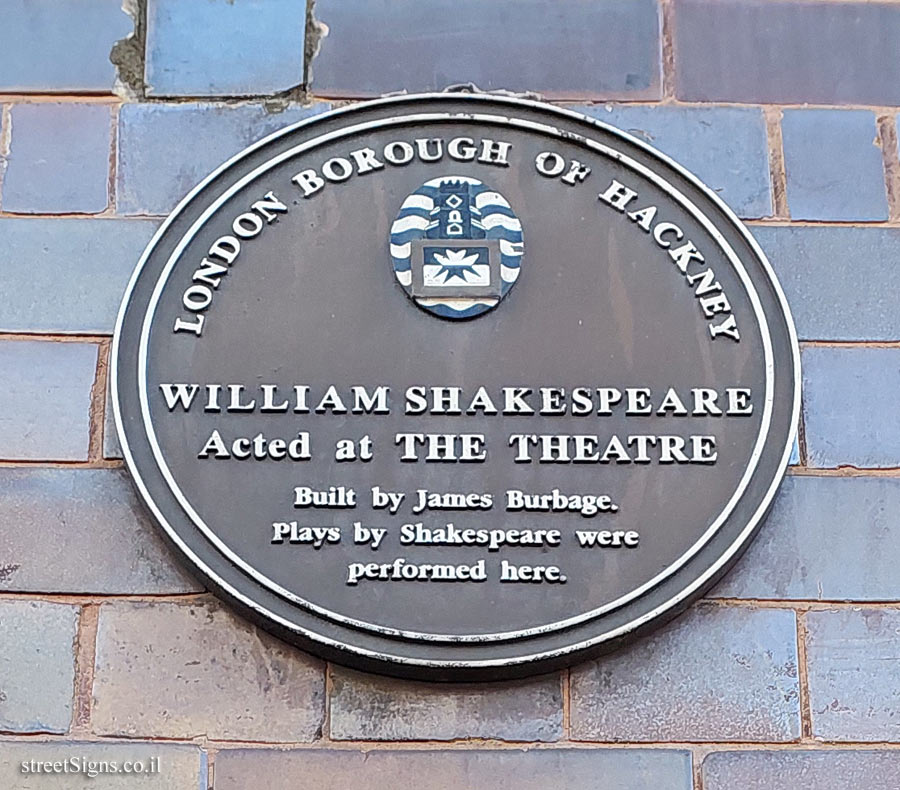 LONDON BOROUGH OF HACKNEY
WILLIAM SHAKESPEARE
Acted at THE THEATRE
Built by James Burbage.
Plays by Shakespeare were
performed here.
streetSigns.co.il